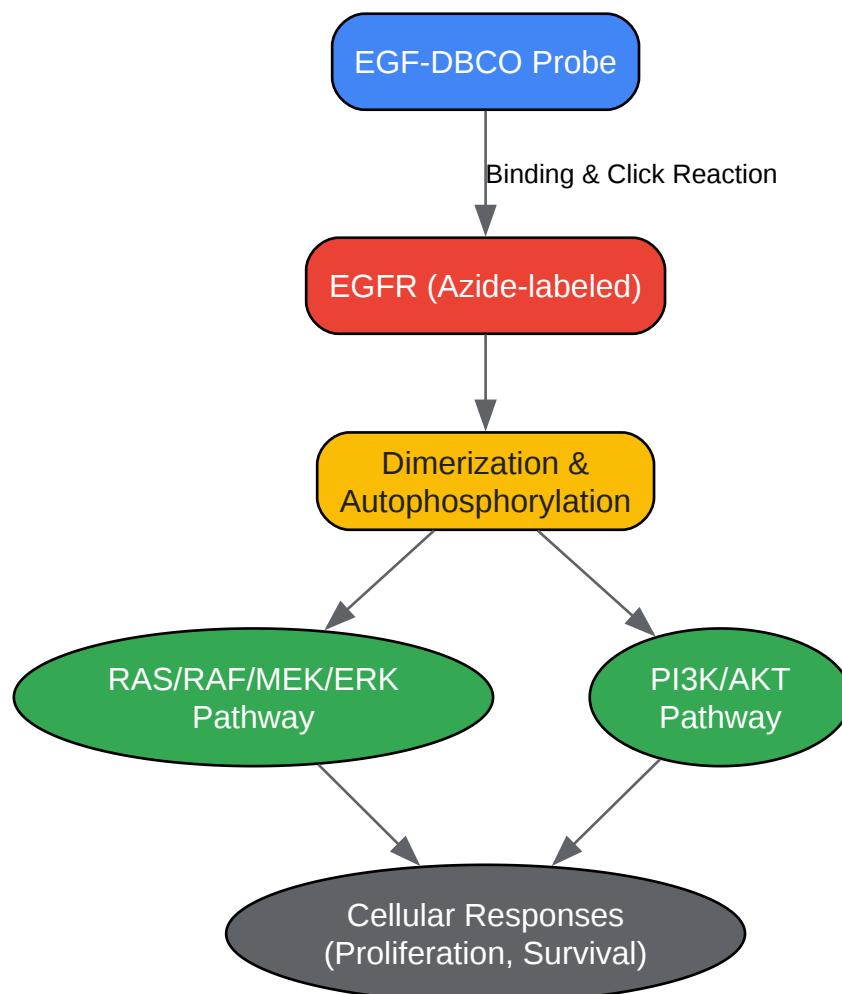 EGF-DBCO Probe
Binding & Click Reaction
EGFR (Azide-labeled)
Dimerization &
Autophosphorylation
RAS/RAF/MEK/ERK
Pathway
PI3K/AKT
Pathway
Cellular Responses
(Proliferation, Survival)